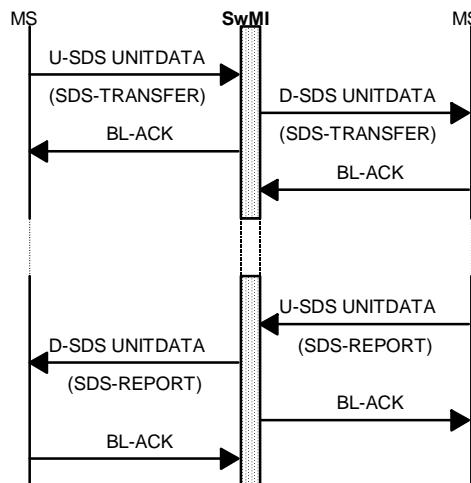 MS
SwMI
MS
U-SDS UNITDATA
(SDS-TRANSFER)
D-SDS UNITDATA
(SDS-TRANSFER)
BL-ACK
BL-ACK
U-SDS UNITDATA
(SDS-REPORT)
D-SDS UNITDATA
(SDS-REPORT)
BL-ACK
BL-ACK